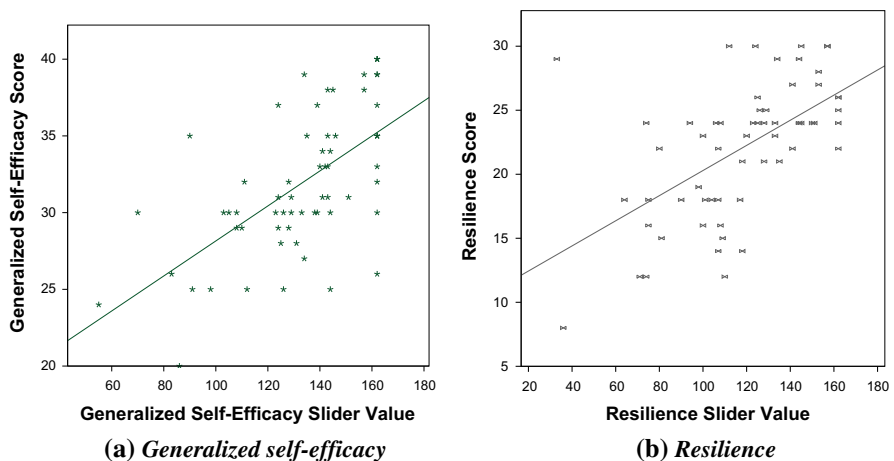 Generalized Self-Efficacy Score
40
35
30
25
20
60 80 100 120 140 160 180
Generalized Self-Efficacy Slider Value
(a) Generalized self-efficacy
Resilience Score
30
25
20
15
10
5
20 40 60 80 100 120 140 160 180
Resilience Slider Value
(b) Resilience